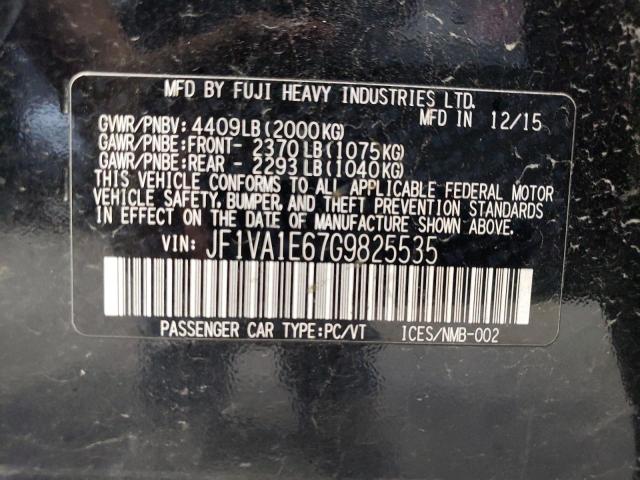 MFD BY FUJI HEAVY INDUSTRIES LTD.
MFD IN 12/15
GVWR/PNBV: 4409LB(2000KG)
GAWR/PNBE:FRONT- 2370LB(1075KG)
GAWR/PNBE:REAR - 2293LB(1040KG)
THIS VEHICLE CONFORMS TO ALL APPLICABLE FEDERAL MOTOR
VEHICLE SAFETY, BUMPER, AND THEFT PREVENTION STANDARDS
IN EFFECT ON THE DATE OF MANUFACTURE SHOWN ABOVE.
VIN: JF1VA1E67G9825535
PASSENGER CAR TYPE:PC/VT ICES/NMB-002